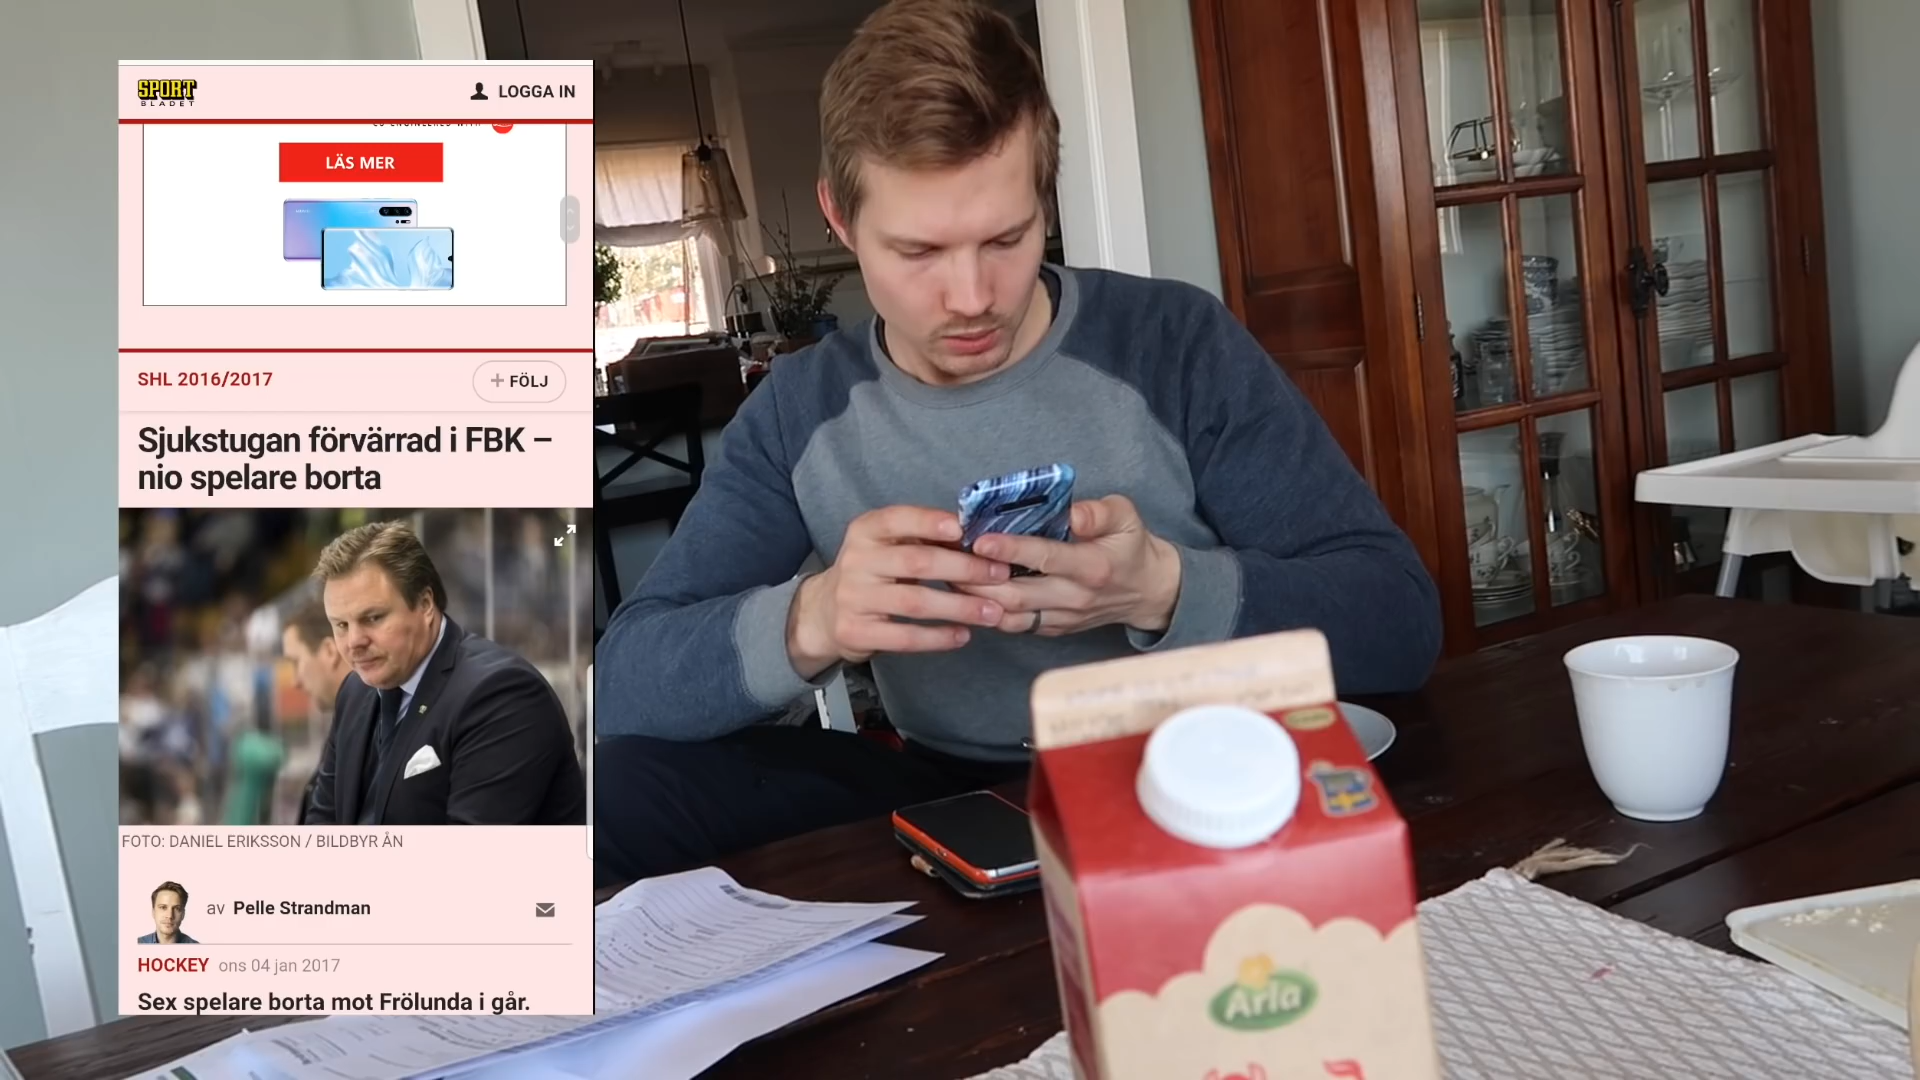 SPORT
BLADET
LOGGA IN
LÄS MER
SHL 2016/2017
+ FÖLJ
Sjukstugan förvärrad i FBK –
nio spelare borta
FOTO: DANIEL ERIKSSON / BILDBYR ÅN
av Pelle Strandman
HOCKEY ons 04 jan 2017
Sex spelare borta mot Frölunda i går.
Arla